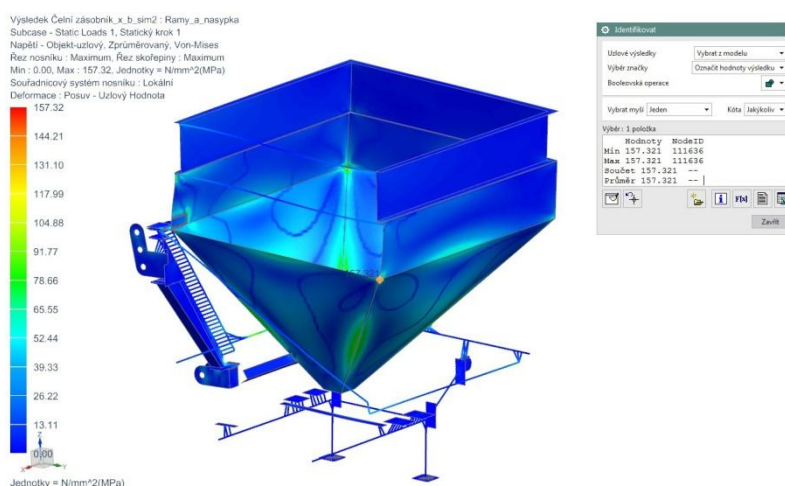 Výsledek Čelní zásobník_x_b_sim2 : Ramy_a_nasypka
Subcase - Static Loads 1, Statický krok 1
Napětí - Objekt-uzlový, Zprůměrovaný, Von-Mises
Řez nosníku : Maximum, Řez skořepiny : Maximum
Min : 0.00, Max : 157.32, Jednotky = N/mm^2(MPa)
Souřadnicový systém nosníku : Lokální
Deformace : Posuv - Uzlový Hodnota
157.32
144.21
131.10
117.99
104.88
91.77
78.66
65.55
52.44
39.33
26.22
13.11
0.00
Z
X
Y
Jednotky = N/mm^2(MPa)
157.321
Identifikovat
Uzlové výsledky Vybrat z modelu
Výběr značky Označit hodnoty výsledku
Booleovská operace
Vybrat myší Jeden Kóta Jakýkoliv
Výběr: 1 položka
Hodnoty NodeID
Min 157.321 111636
Max 157.321 111636
Součet 157.321 --
Průměr 157.321 --
Zavřít